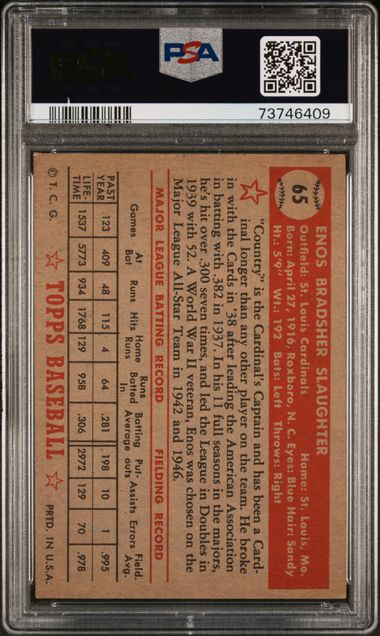 PSA
PSA
73746409
65
ENOS BRADSHER SLAUGHTER
Outfield: St. Louis Cardinals Home: St. Louis, Mo.
Born: April 27, 1916, Roxboro, N. C. Eyes: Blue Hair: Sandy
Ht.: 5'9" Wt.: 192 Bats: Left Throws: Right
"Country" is the Cardinal's Captain and has been a Card-
inal longer than any other player on the team. He broke
in with the Cards in '38 after leading the American Association
in batting with .382 in 1937. In his 11 full seasons in the majors,
he's hit over .300 seven times, and led the League in Doubles in
1939 with 52. A World War II veteran, Enos was chosen on the
Major League All-Star Team in 1942 and 1946.
MAJOR LEAGUE BATTING RECORD FIELDING RECORD
Games At Bat Runs Hits Home Runs Runs Batted In Batting Average Puts outs Assists Errors Field. Avg.
PAST YEAR 123 409 48 115 4 64 .281 198 10 1 .995
LIFE- TIME 1537 5773 934 1768 129 958 .306 2972 129 70 .978
© T. C. G. TOPPS BASEBALL PRTD. IN U.S.A.